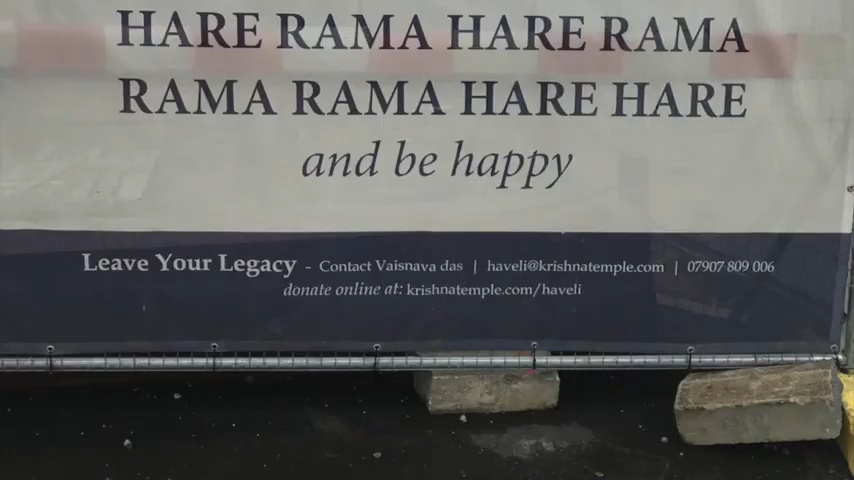 HARE RAMA HARE RAMA
RAMA RAMA HARE HARE
and be happy
Leave Your Legacy - Contact Vaisnava das | haveli@krishnatemple.com | 07907 809 006
donate online at: krishnatemple.com/haveli